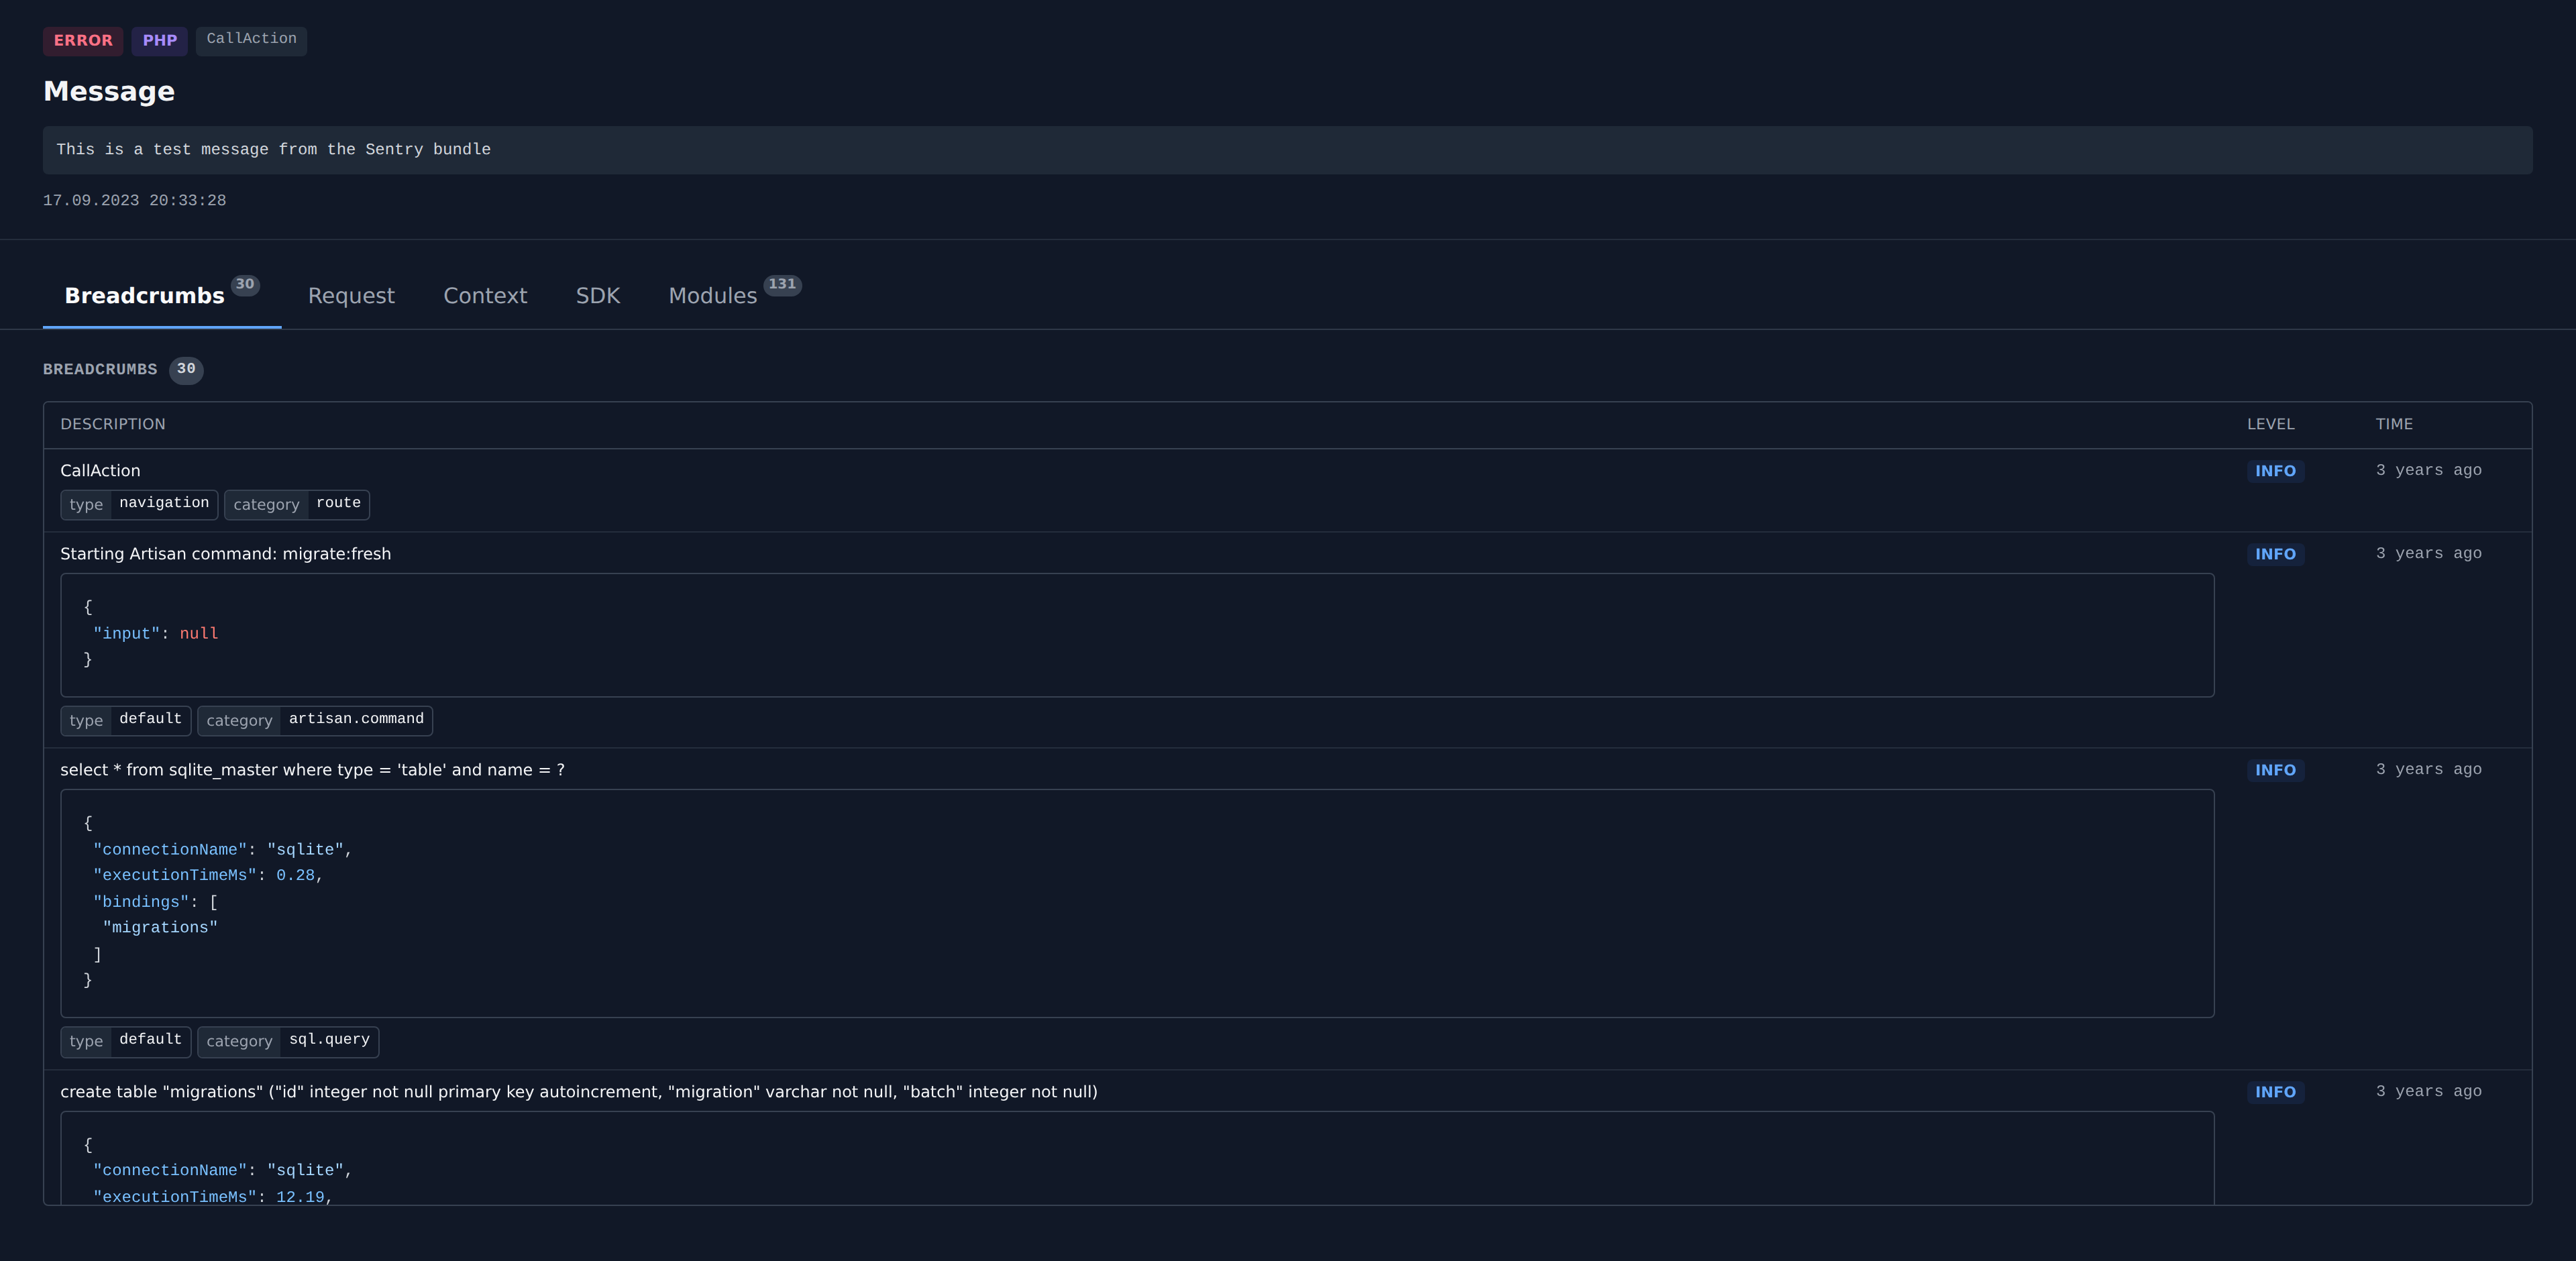 ERROR PHP CallAction
Message
This is a test message from the Sentry bundle
17.09.2023 20:33:28
Breadcrumbs 30 Request Context SDK Modules 131
BREADCRUMBS 30
DESCRIPTION LEVEL TIME
CallAction INFO 3 years ago
type navigation category route
Starting Artisan command: migrate:fresh INFO 3 years ago
{
"input": null
}
type default category artisan.command
select * from sqlite_master where type = 'table' and name = ? INFO 3 years ago
{
"connectionName": "sqlite",
"executionTimeMs": 0.28,
"bindings": [
"migrations"
]
}
type default category sql.query
create table "migrations" ("id" integer not null primary key autoincrement, "migration" varchar not null, "batch" integer not null) INFO 3 years ago
{
"connectionName": "sqlite",
"executionTimeMs": 12.19,